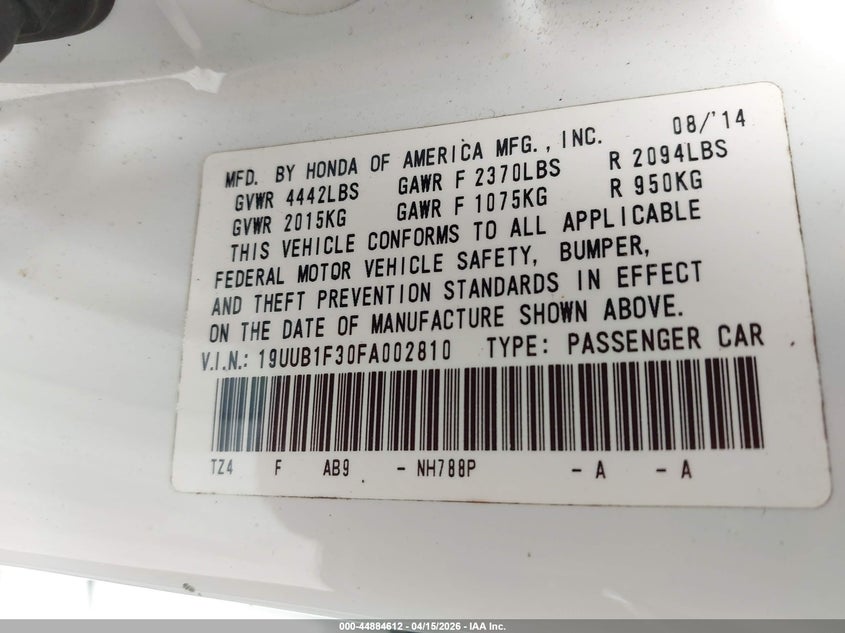 MFD. BY HONDA OF AMERICA MFG., INC. 08/'14
GVWR 4442LBS GAWR F 2370LBS R 2094LBS
GVWR 2015KG GAWR F 1075KG R 950KG
THIS VEHICLE CONFORMS TO ALL APPLICABLE
FEDERAL MOTOR VEHICLE SAFETY, BUMPER,
AND THEFT PREVENTION STANDARDS IN EFFECT
ON THE DATE OF MANUFACTURE SHOWN ABOVE.
V.I.N.: 19UUB1F30FA002810 TYPE: PASSENGER CAR
TZ4 F AB9 - NH788P - A - A
000-44884612 - 04/15/2026 - IAA Inc.